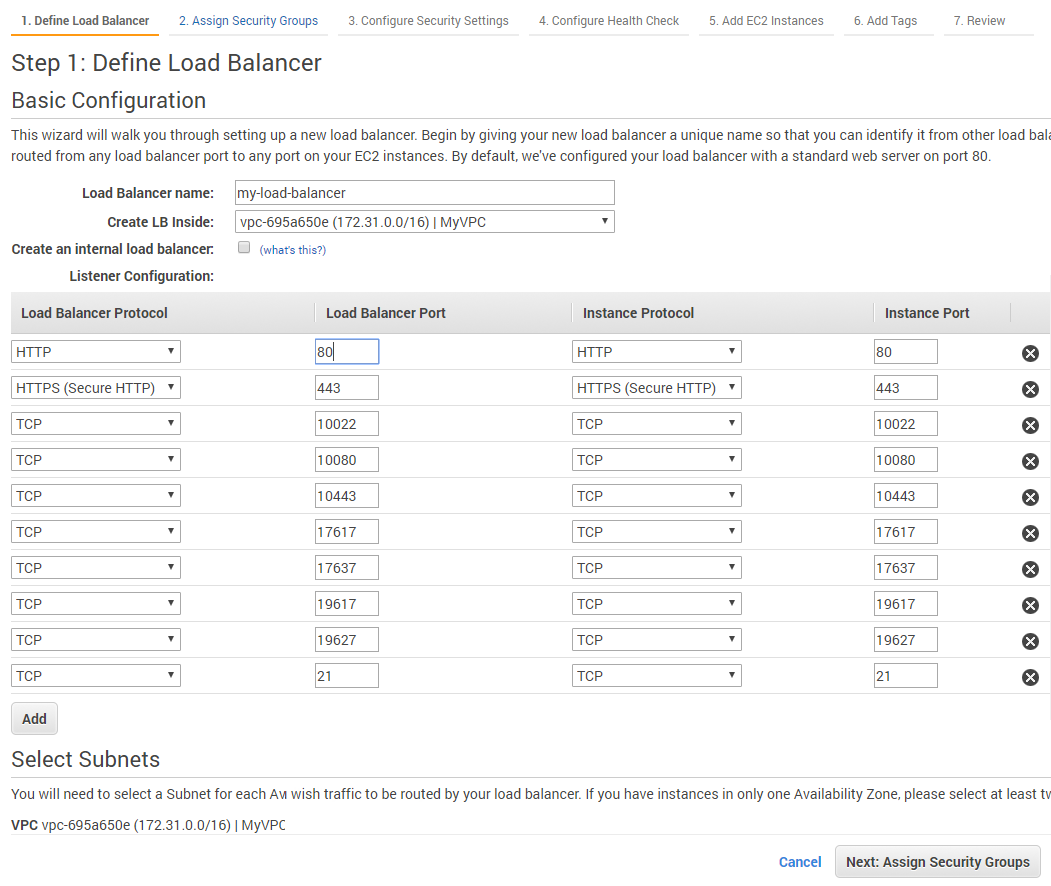 1. Define Load Balancer 2. Assign Security Groups 3. Configure Security Settings 4. Configure Health Check 5. Add EC2 Instances 6. Add Tags 7. Review
Step 1: Define Load Balancer
Basic Configuration
This wizard will walk you through setting up a new load balancer. Begin by giving your new load balancer a unique name so that you can identify it from other load
routed from any load balancer port to any port on your EC2 instances. By default, we've configured your load balancer with a standard web server on port 80.
Load Balancer name: my-load-balancer
Create LB Inside: vpc-695a650e (172.31.0.0/16) | MyVPC
Create an internal load balancer: (what's this?)
Listener Configuration:
Load Balancer Protocol Load Balancer Port Instance Protocol Instance Port
HTTP 80 HTTP 80
HTTPS (Secure HTTP) 443 HTTPS (Secure HTTP) 443
TCP 10022 TCP 10022
TCP 10080 TCP 10080
TCP 10443 TCP 10443
TCP 17617 TCP 17617
TCP 17637 TCP 17637
TCP 19617 TCP 19617
TCP 19627 TCP 19627
TCP 21 TCP 21
Add
Select Subnets
You will need to select a Subnet for each wish traffic to be routed by your load balancer. If you have instances in only one Availability Zone, please select at least
VPC vpc-695a650e (172.31.0.0/16) | MyVPC
Cancel Next: Assign Security Groups